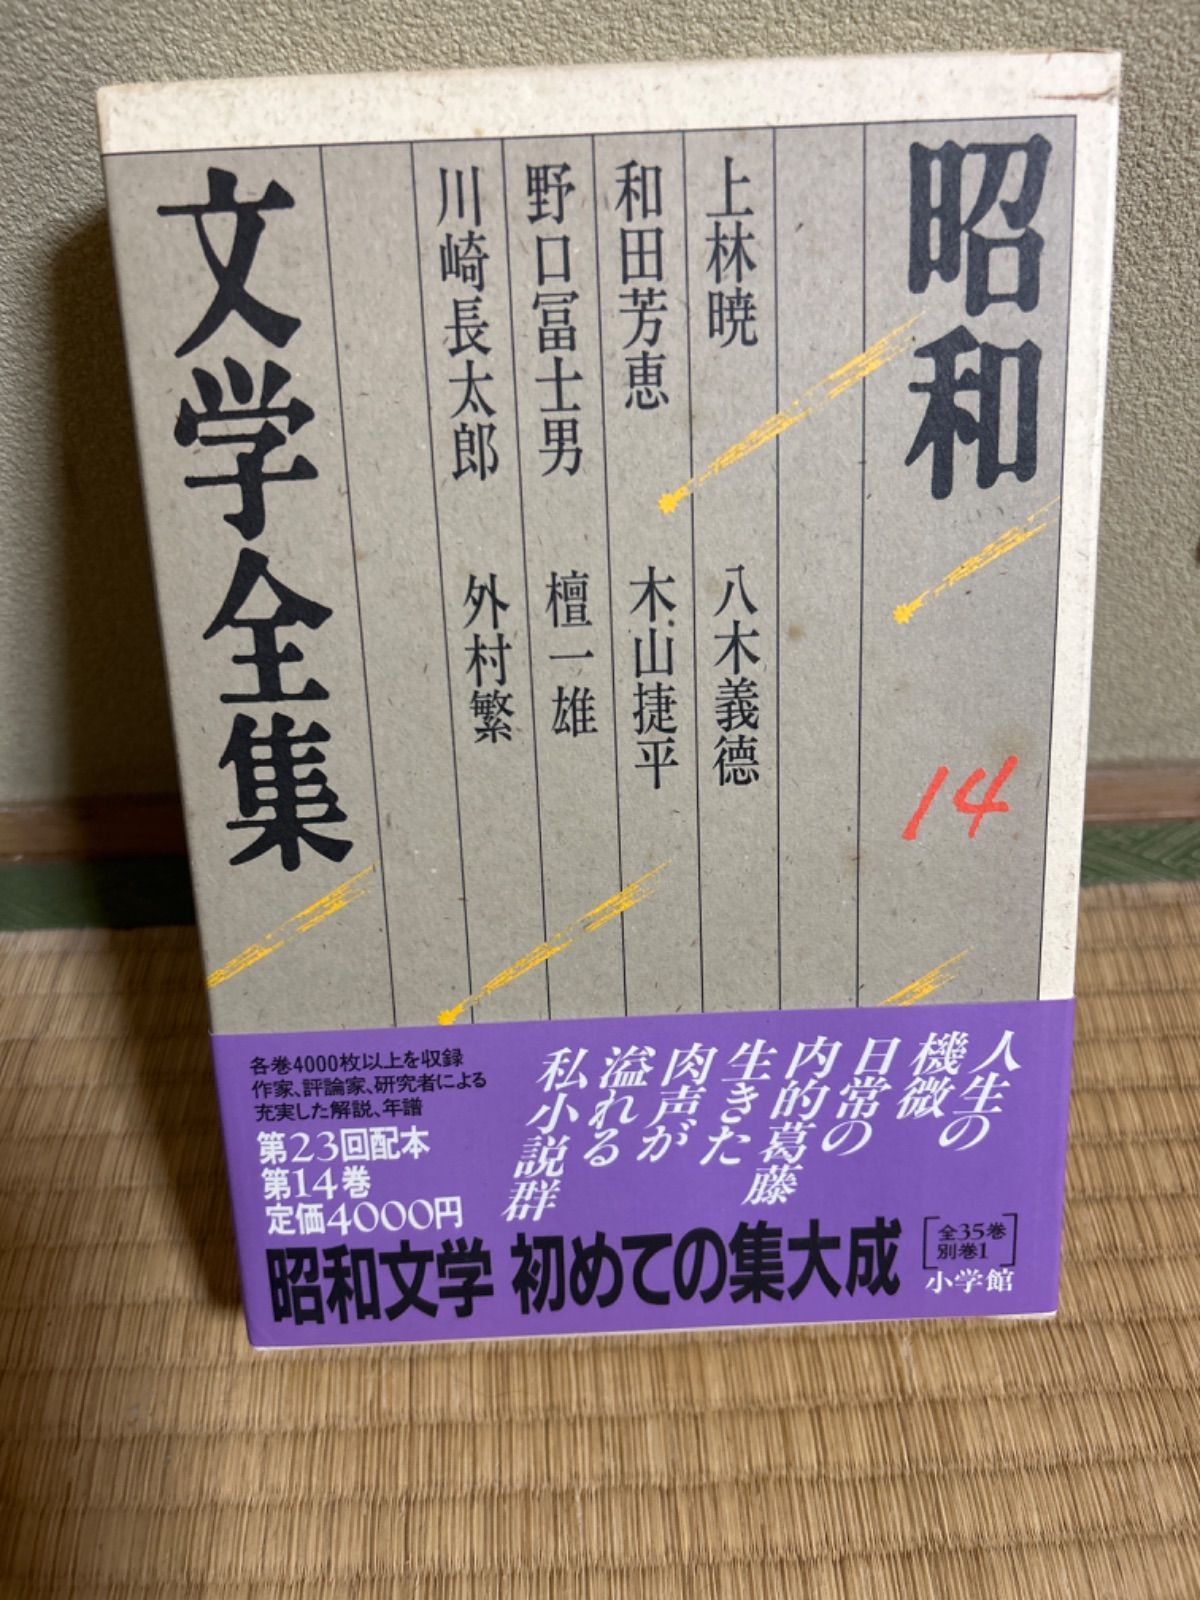 昭和
文学全集
14
上林暁
和田芳恵
野口冨士男
川崎長太郎
八木義德
木山捷平
檀一雄
外村繁
人生の
機微
日常の
内的葛藤
生きた
肉声が
溢れる
私小説群
各巻4000枚以上を収録
作家、評論家、研究者による
充実した解説、年譜
第23回配本
第14巻
定価4000円
昭和文学 初めての集大成
全35巻
別巻1
小学館